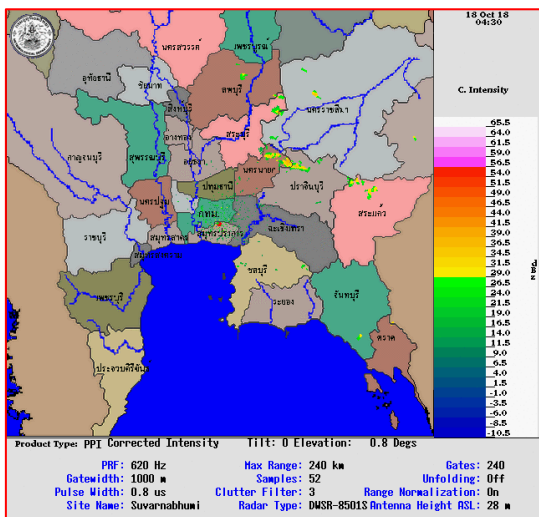 18 Oct 18
04:30
C. Intensity
นครสวรรค์
เพชรบูรณ์
อุทัยธานี
ชัยนาท
ลพบุรี
สิงห์บุรี
นครราชสีมา
สระบุรี
อ่างทอง
กาญจนบุรี
สุพรรณบุรี
นครนายก
ปราจีนบุรี
ปทุมธานี
นครปฐม
กทม.
สระแก้ว
ฉะเชิงเทรา
สมุทรสาคร
สมุทรปราการ
ราชบุรี
ชลบุรี
เพชรบุรี
ระยอง
จันทบุรี
ตราด
ประจวบคีรีขันธ์
65.5
64.0
61.5
59.0
56.5
54.0
51.5
49.0
46.5
44.0
41.5
39.0
36.5
34.0
31.5
29.0
26.5
24.0
21.5
19.0
16.5
14.0
11.5
9.0
6.5
4.0
1.5
-1.0
-3.5
-6.0
-8.5
-10.5
Product Type: PPI Corrected Intensity Tilt: 0 Elevation: 0.8 Degs
PRF: 620 Hz Max Range: 240 km Gates: 240
Gatewidth: 1000 m Samples: 52 Unfolding: Off
Pulse Width: 0.8 us Clutter Filter: 3 Range Normalization: On
Site Name: Suvarnabhumi Radar Type: DWSR-8501S Antenna Height ASL: 28 m